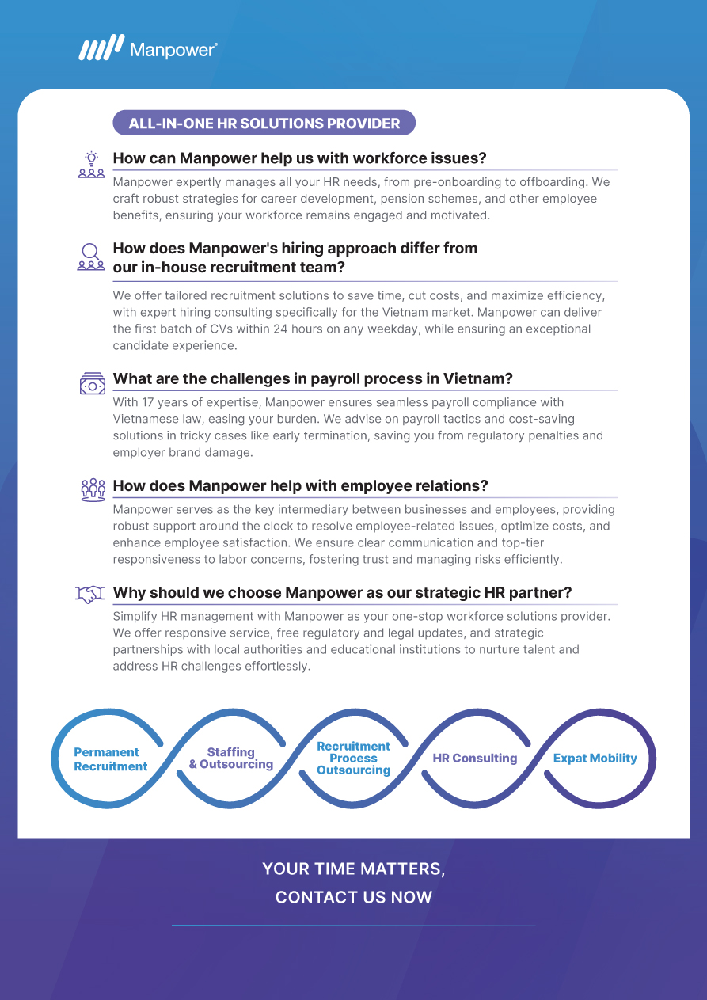 Manpower®
ALL-IN-ONE HR SOLUTIONS PROVIDER
How can Manpower help us with workforce issues?
Manpower expertly manages all your HR needs, from pre-onboarding to offboarding. We
craft robust strategies for career development, pension schemes, and other employee
benefits, ensuring your workforce remains engaged and motivated.
How does Manpower's hiring approach differ from
our in-house recruitment team?
We offer tailored recruitment solutions to save time, cut costs, and maximize efficiency,
with expert hiring consulting specifically for the Vietnam market. Manpower can deliver
the first batch of CVs within 24 hours on any weekday, while ensuring an exceptional
candidate experience.
What are the challenges in payroll process in Vietnam?
With 17 years of expertise, Manpower ensures seamless payroll compliance with
Vietnamese law, easing your burden. We advise on payroll tactics and cost-saving
solutions in tricky cases like early termination, saving you from regulatory penalties and
employer brand damage.
How does Manpower help with employee relations?
Manpower serves as the key intermediary between businesses and employees, providing
robust support around the clock to resolve employee-related issues, optimize costs, and
enhance employee satisfaction. We ensure clear communication and top-tier
responsiveness to labor concerns, fostering trust and managing risks efficiently.
Why should we choose Manpower as our strategic HR partner?
Simplify HR management with Manpower as your one-stop workforce solutions provider.
We offer responsive service, free regulatory and legal updates, and strategic
partnerships with local authorities and educational institutions to nurture talent and
address HR challenges effortlessly.
Permanent
Recruitment
Staffing
& Outsourcing
Recruitment
Process
Outsourcing
HR Consulting
Expat Mobility
YOUR TIME MATTERS,
CONTACT US NOW